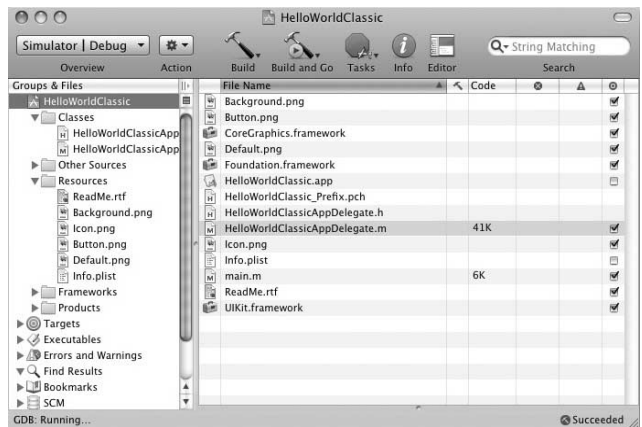 HelloWorldClassic
Simulator | Debug
Overview
Action
Build
Build and Go
Tasks
Info
Editor
String Matching
Search
Groups & Files
HelloWorldClassic
Classes
HelloWorldClassicApp
HelloWorldClassicApp
Other Sources
Resources
ReadMe.rtf
Background.png
Icon.png
Button.png
Default.png
Info.plist
Frameworks
Products
Targets
Executables
Errors and Warnings
Find Results
Bookmarks
SCM
File Name
Code
Background.png
Button.png
CoreGraphics.framework
Default.png
Foundation.framework
HelloWorldClassic.app
HelloWorldClassic_Prefix.pch
HelloWorldClassicAppDelegate.h
HelloWorldClassicAppDelegate.m 41K
Icon.png
Info.plist
main.m 6K
ReadMe.rtf
UIKit.framework
GDB: Running...
Succeeded